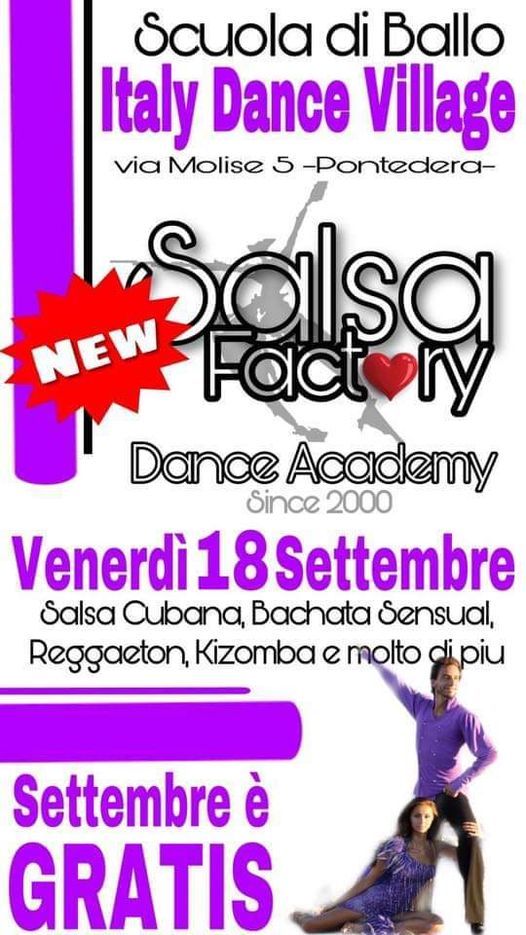 Scuola di Ballo
Italy Dance Village
via Molise 5 -Pontedera-
Salsa
NEW
Factory
Dance Academy
Since 2000
Venerdì 18 Settembre
Salsa Cubana, Bachata Sensual,
Reggaeton, Kizomba e molto di piu
Settembre è
GRATIS